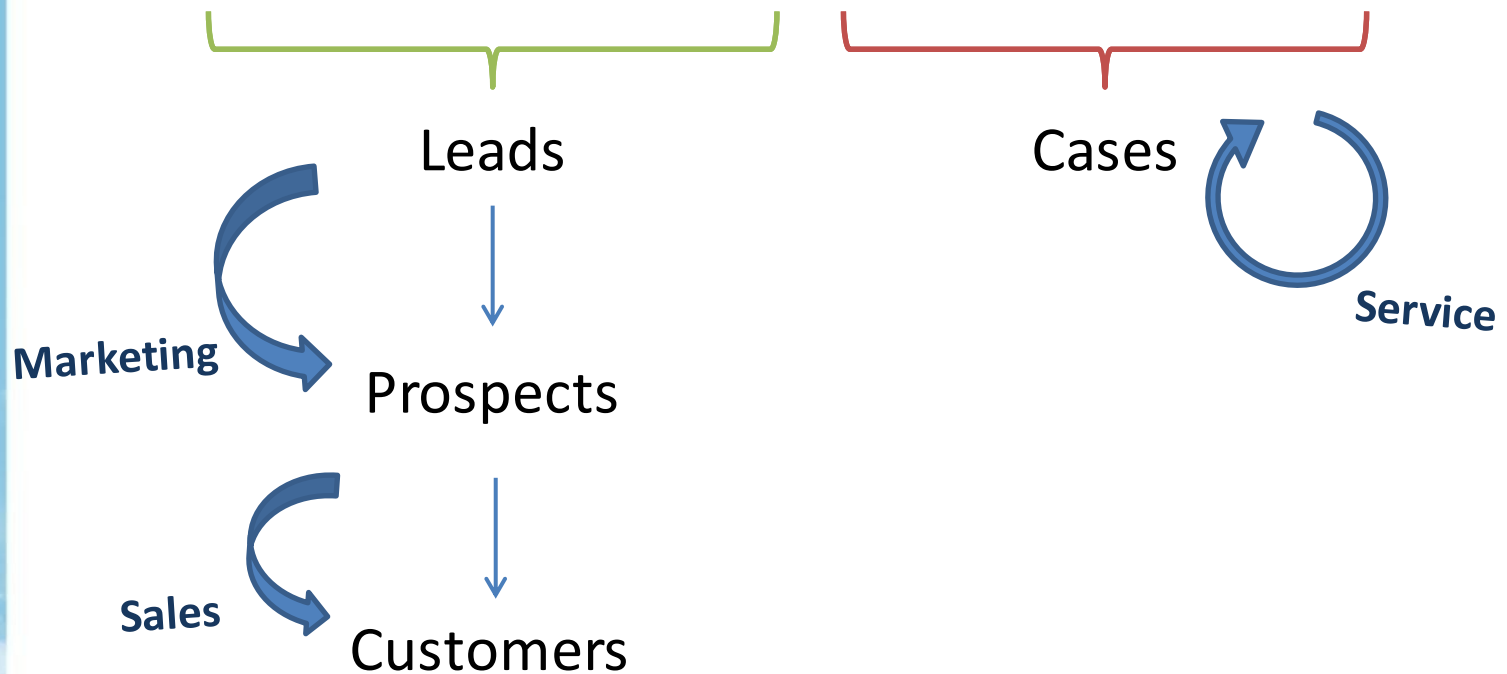 Leads
Cases
Service
Marketing
Prospects
Sales
Customers